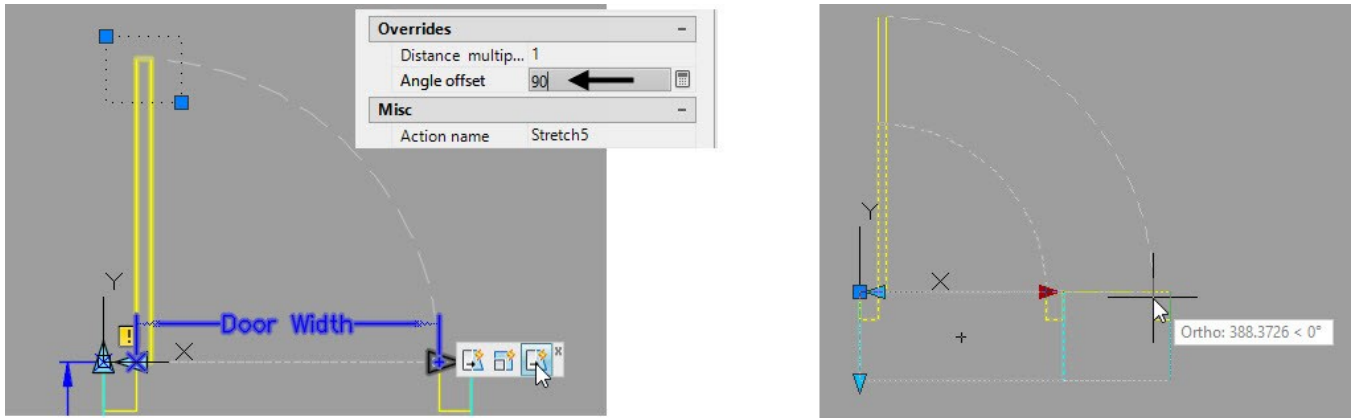 Overrides
Distance multip... 1
Angle offset 90
Misc
Action name Stretch5
Y
Door Width
!
X
x
Y
X
Ortho: 388.3726 < 0°